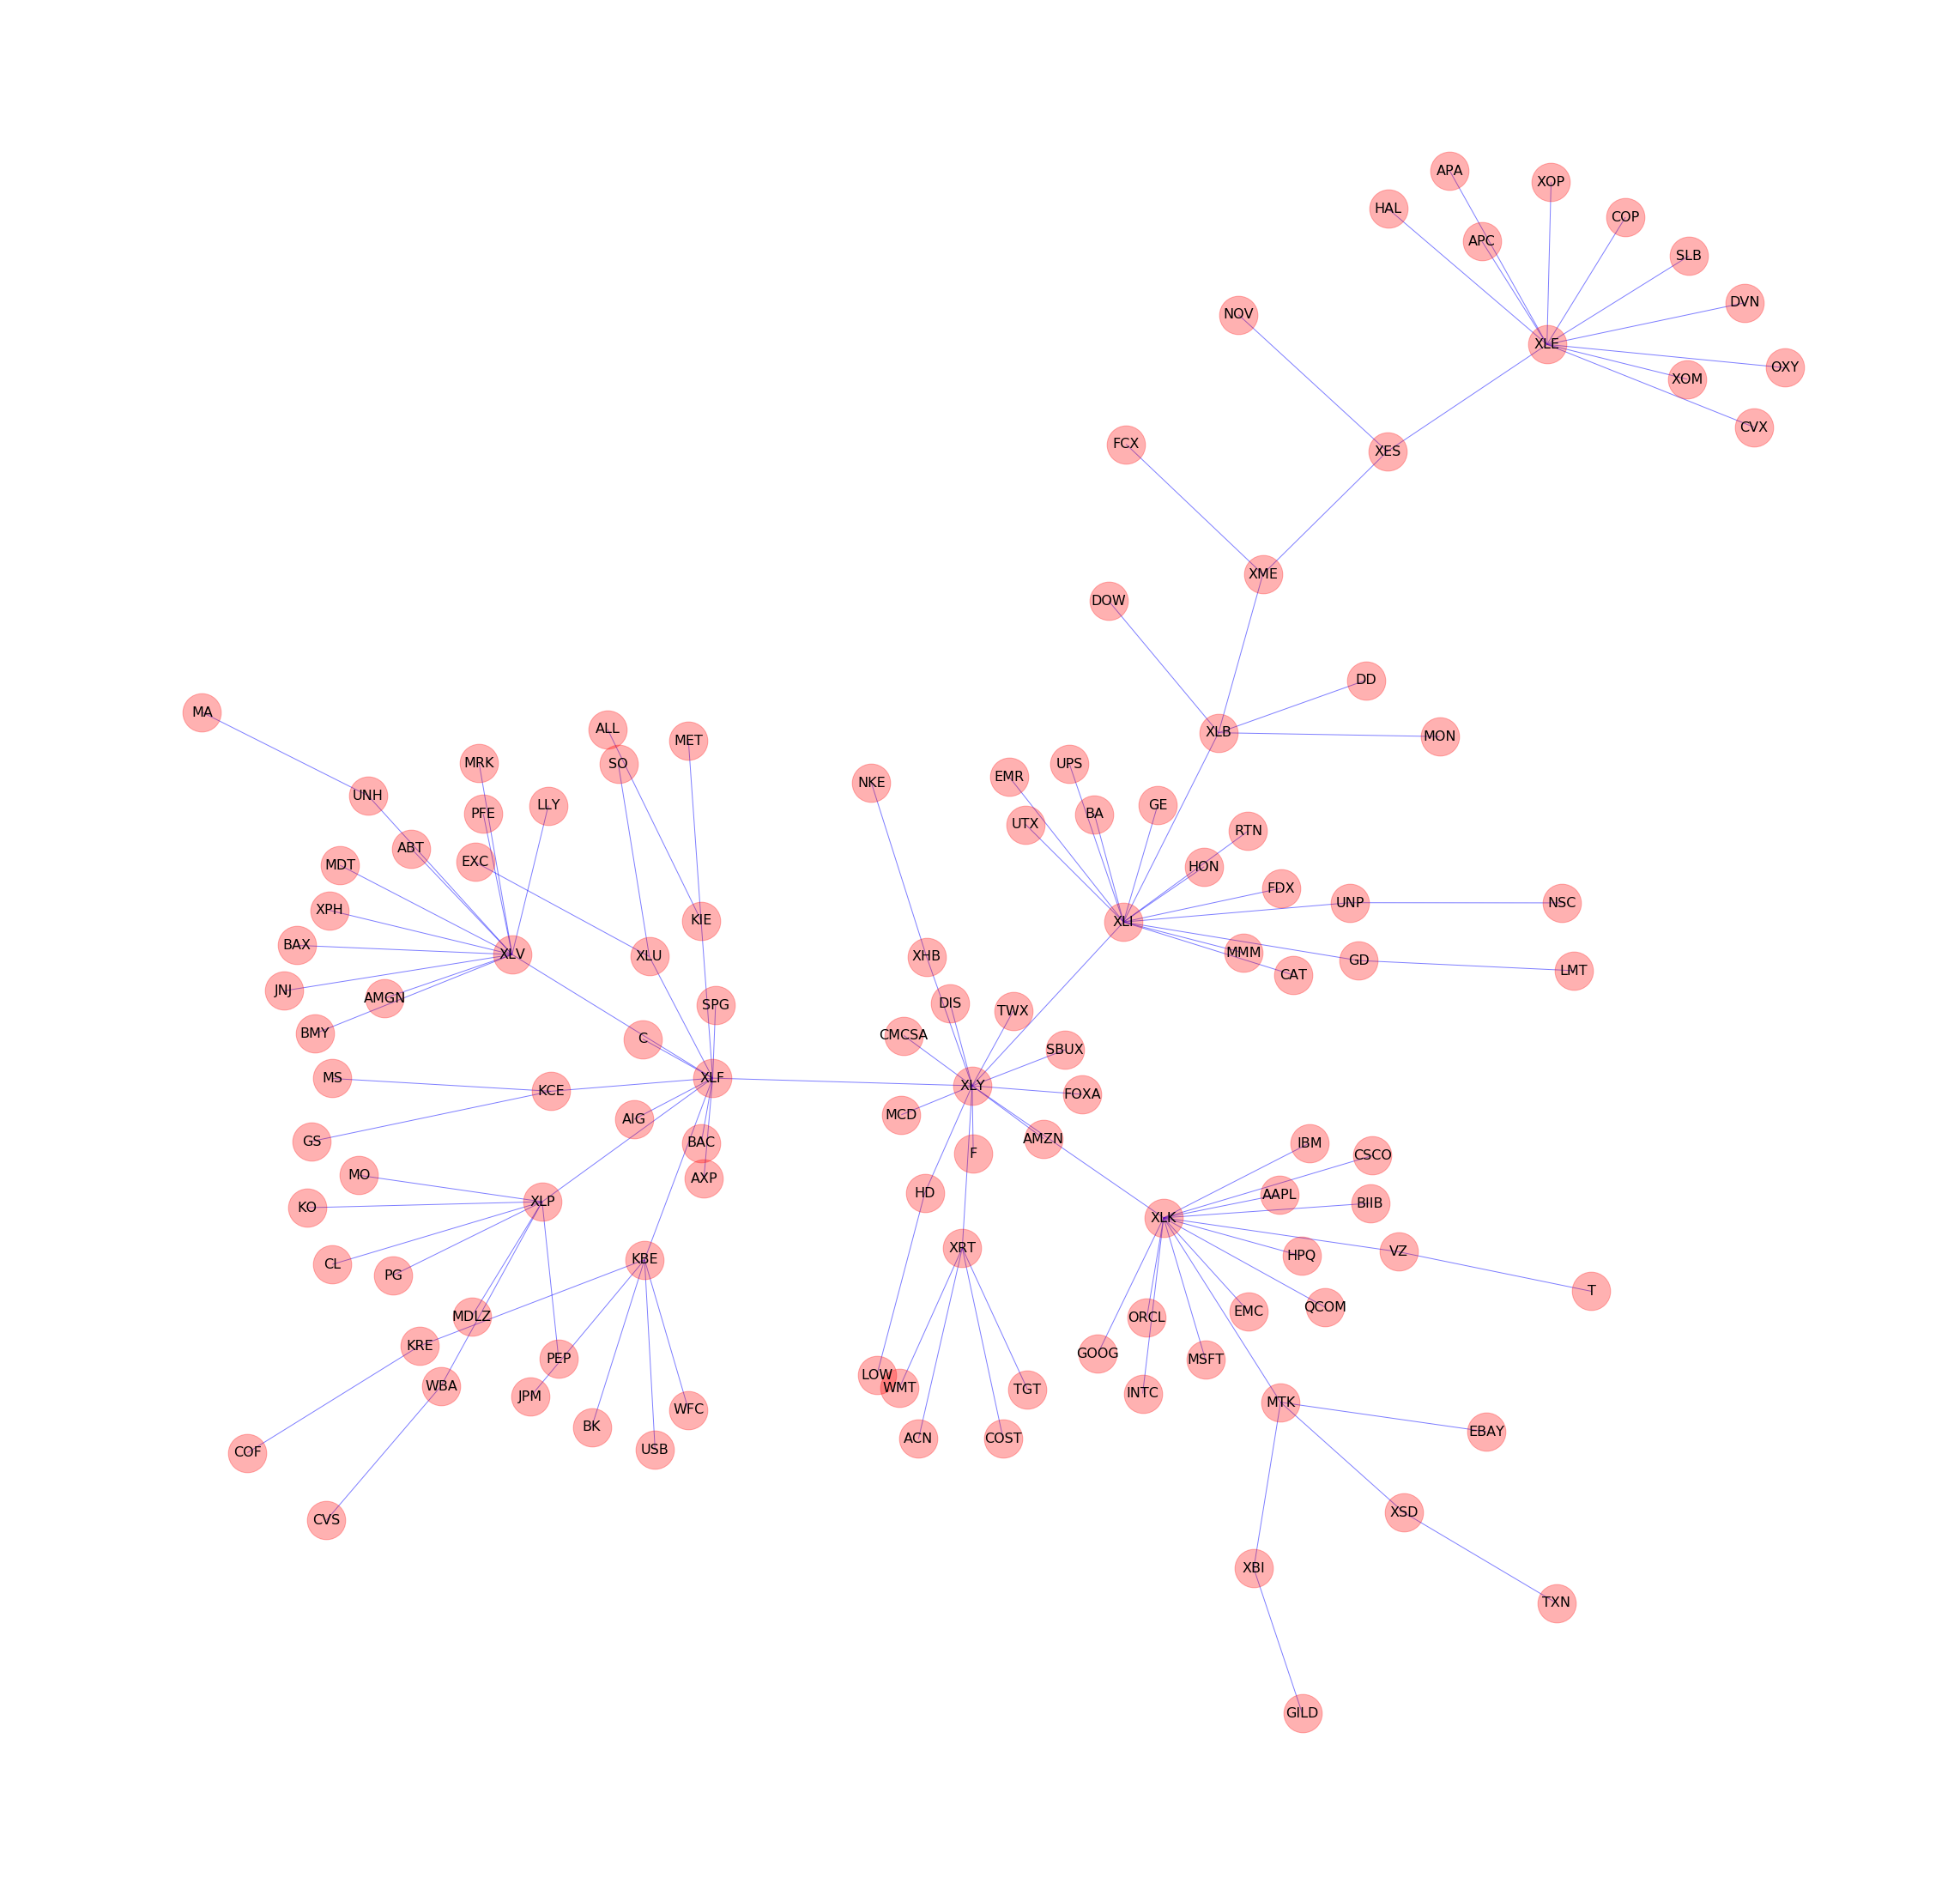 APA
XOP
HAL
COP
APC
SLB
DVN
NOV
XLE
OXY
XOM
CVX
FCX
XES
XME
DOW
DD
MA
ALL
MET
XLB
MON
MRK
SO
NKE
EMR
UPS
UNH
PFE
LLY
UTX
BA
GE
RTN
ABT
EXC
MDT
HON
FDX
XPH
KIE
XLI
UNP
NSC
BAX
XLV
XLU
XHB
MMM
GD
LMT
CAT
JNJ
AMGN
SPG
DIS
TWX
BMY
C
CMCSA
SBUX
MS
KCE
XLF
XLY
FOXA
AIG
MCD
GS
BAC
F
AMZN
IBM
CSCO
MO
AXP
HD
AAPL
KO
XLP
BIIB
XLK
CL
PG
KBE
XRT
HPQ
VZ
T
MDLZ
ORCL
EMC
QCOM
KRE
PEP
GOOG
MSFT
WBA
JPM
LOW
WMT
TGT
INTC
WFC
MTK
BK
ACN
COST
EBAY
COF
USB
CVS
XSD
XBI
TXN
GILD